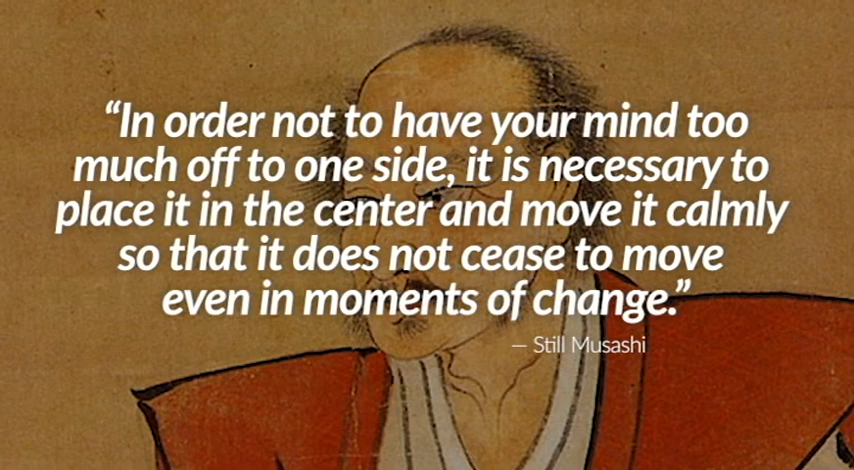 “In order not to have your mind too
much off to one side, it is necessary to
place it in the center and move it calmly
so that it does not cease to move
even in moments of change.”
— Still Musashi